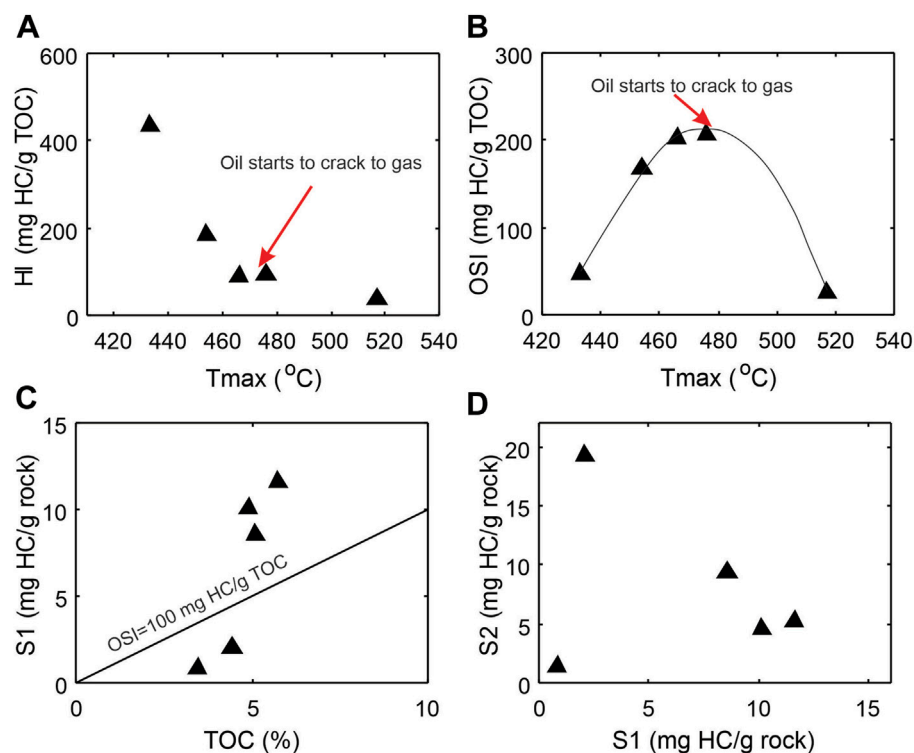 A
600
400
200
0
HI (mg HC/g TOC)
Oil starts to crack to gas
420 440 460 480 500 520 540
Tmax (°C)
B
300
200
100
0
OSI (mg HC/g TOC)
Oil starts to crack to gas
420 440 460 480 500 520 540
Tmax (°C)
C
15
10
5
0
S1 (mg HC/g rock)
OSI=100 mg HC/g TOC
0 5 10
TOC (%)
D
20
15
10
5
0
S2 (mg HC/g rock)
0 5 10 15
S1 (mg HC/g rock)